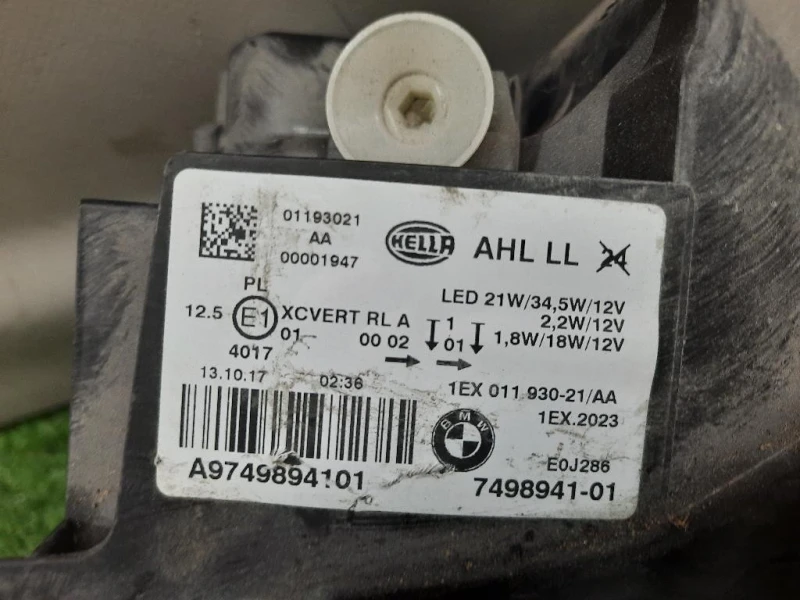 01193021
AA
00001947
HELLA
AHL LL 24
PL
12.5 E1 XCVERT RL A
01 00 02
1
01
4017
LED 21W/34,5W/12V
2,2W/12V
1,8W/18W/12V
13.10.17 02:36
1EX 011 930-21/AA
1EX.2023
BMW
E0J286
A9749894101
7498941-01